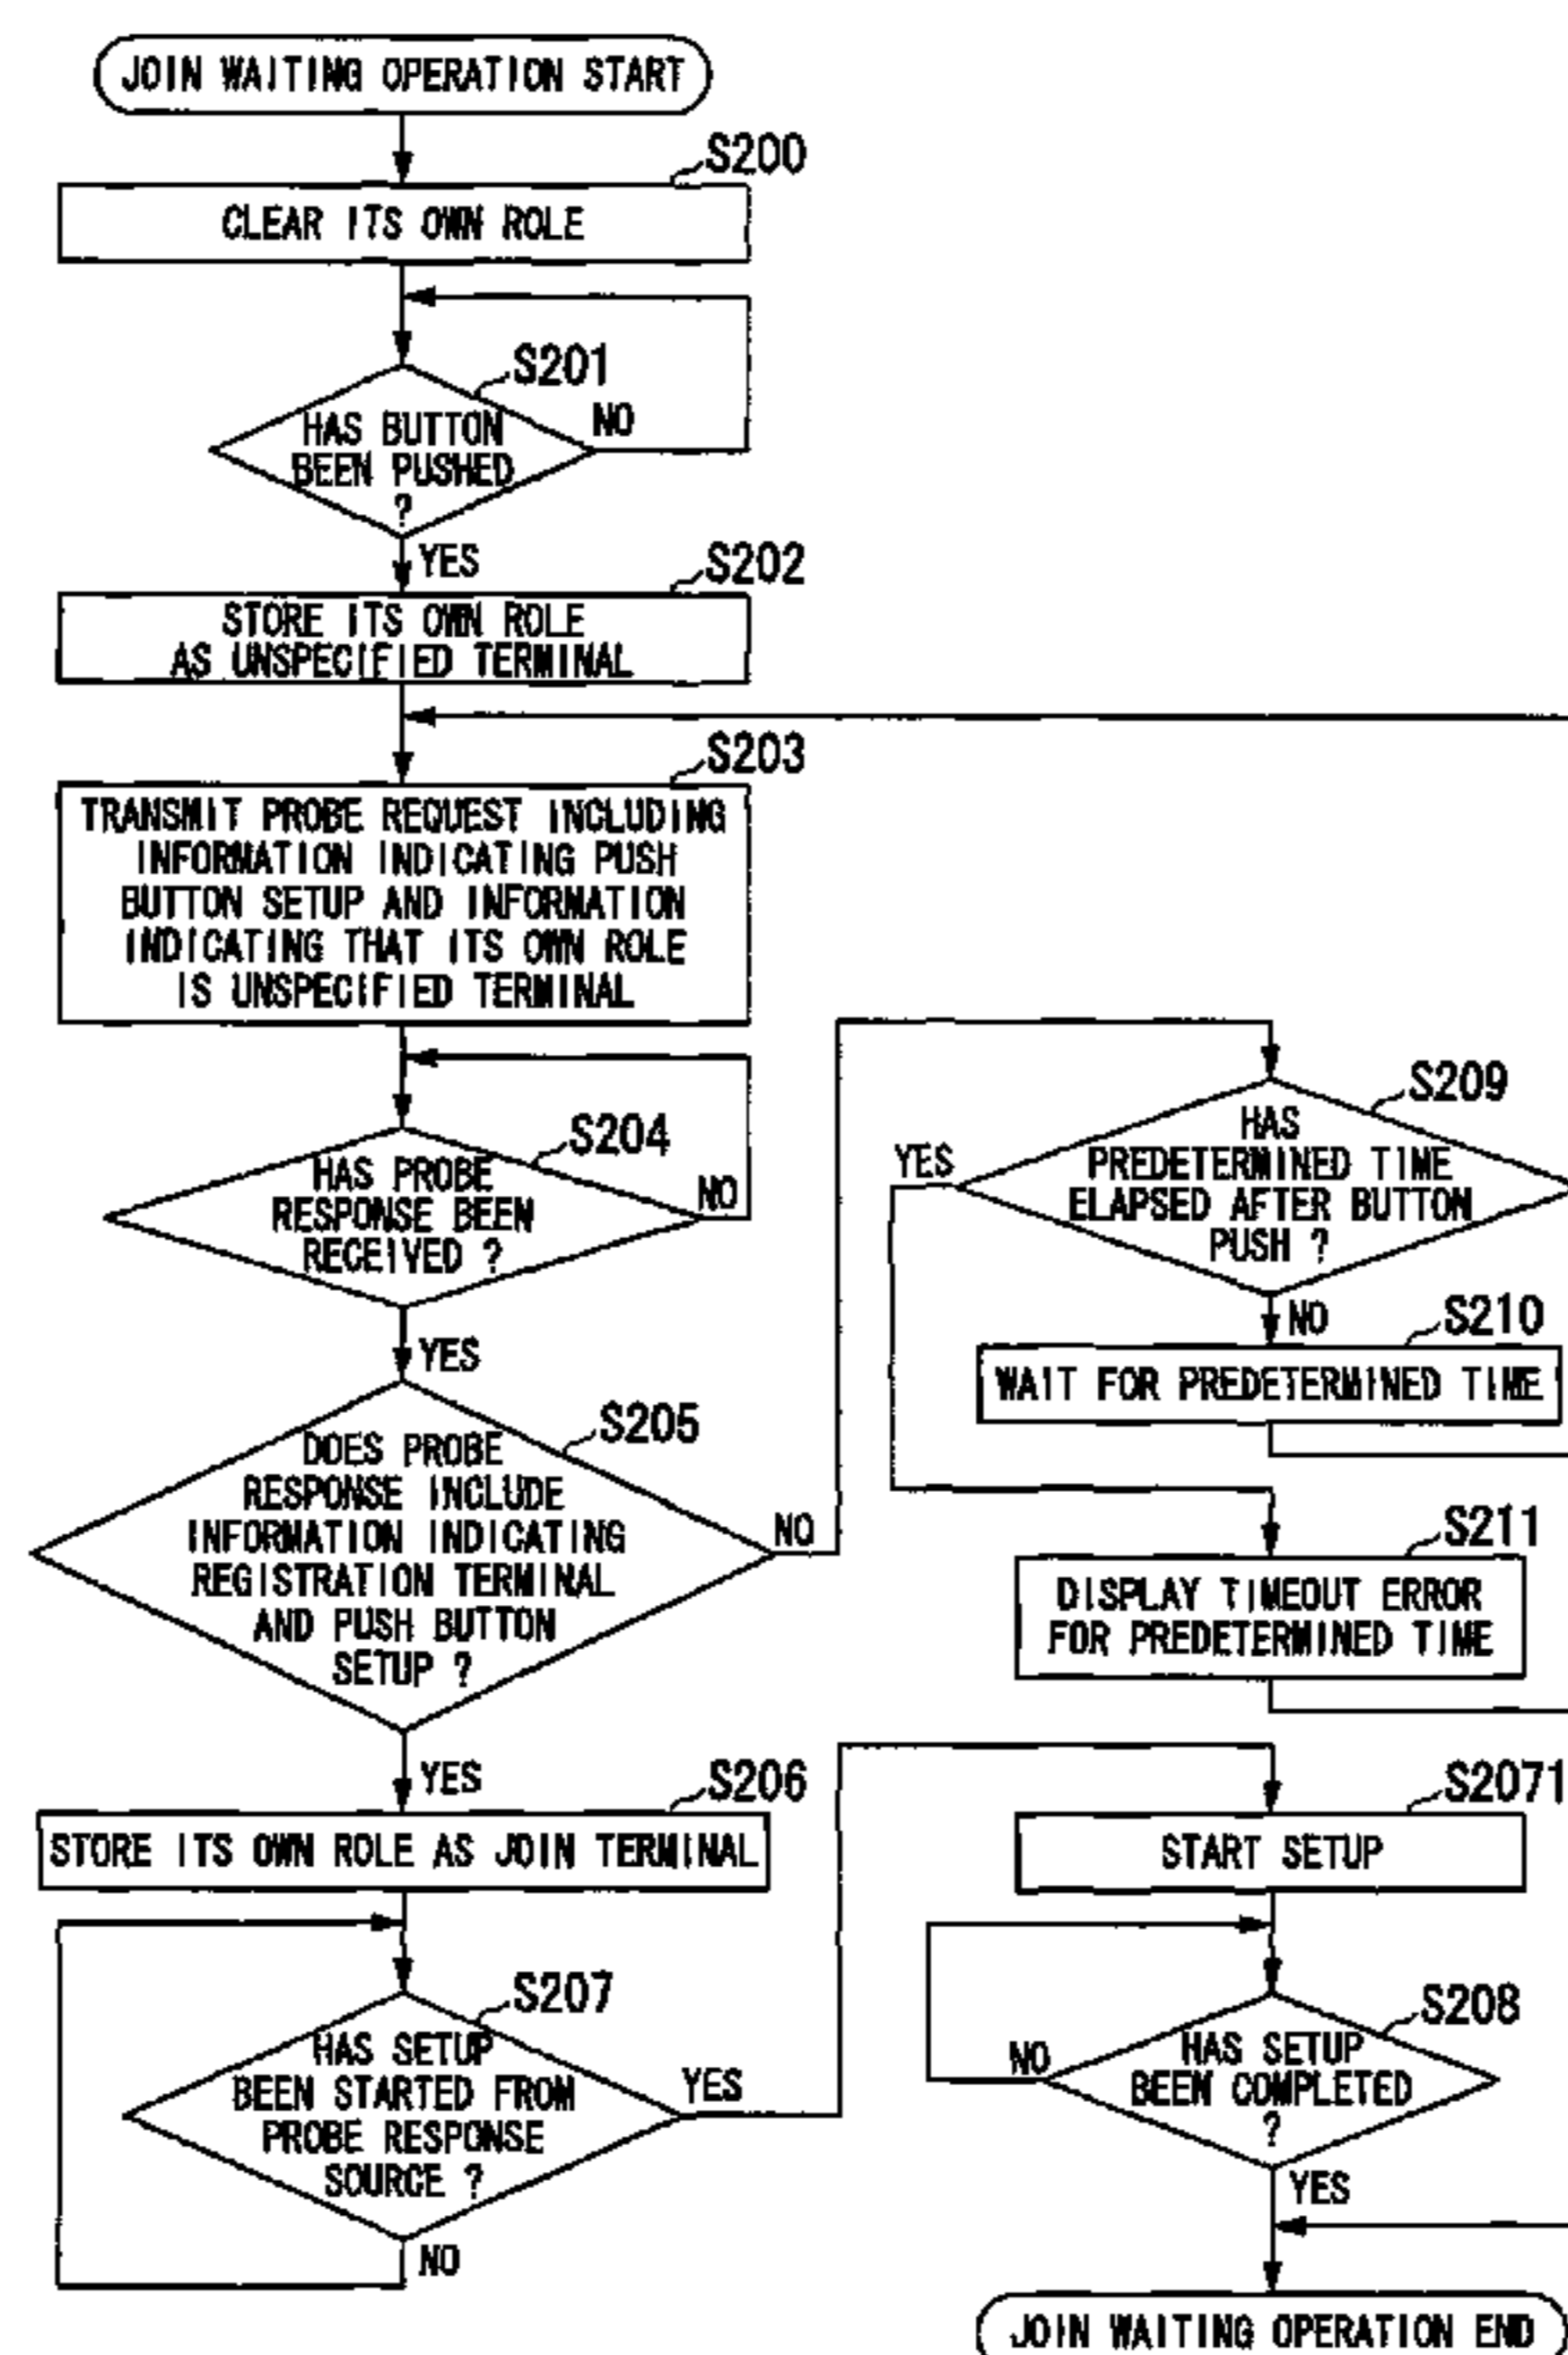 JOIN WAITING OPERATION START
S200
CLEAR ITS OWN ROLE
S201
HAS BUTTON
BEEN PUSHED
?
NO
YES
S202
STORE ITS OWN ROLE
AS UNSPECIFIED TERMINAL
S203
TRANSMIT PROBE REQUEST INCLUDING
INFORMATION INDICATING PUSH
BUTTON SETUP AND INFORMATION
INDICATING THAT ITS OWN ROLE
IS UNSPECIFIED TERMINAL
S204
HAS PROBE
RESPONSE BEEN
RECEIVED ?
NO
YES
S205
DOES PROBE
RESPONSE INCLUDE
INFORMATION INDICATING
REGISTRATION TERMINAL
AND PUSH BUTTON
SETUP ?
NO
YES
S206
STORE ITS OWN ROLE AS JOIN TERMINAL
S207
HAS SETUP
BEEN STARTED FROM
PROBE RESPONSE
SOURCE ?
YES
NO
S209
HAS
PREDETERMINED TIME
ELAPSED AFTER BUTTON
PUSH ?
YES
NO
S210
WAIT FOR PREDETERMINED TIME
S211
DISPLAY TIMEOUT ERROR
FOR PREDETERMINED TIME
S2071
START SETUP
S208
HAS SETUP
BEEN COMPLETED
?
NO
YES
JOIN WAITING OPERATION END